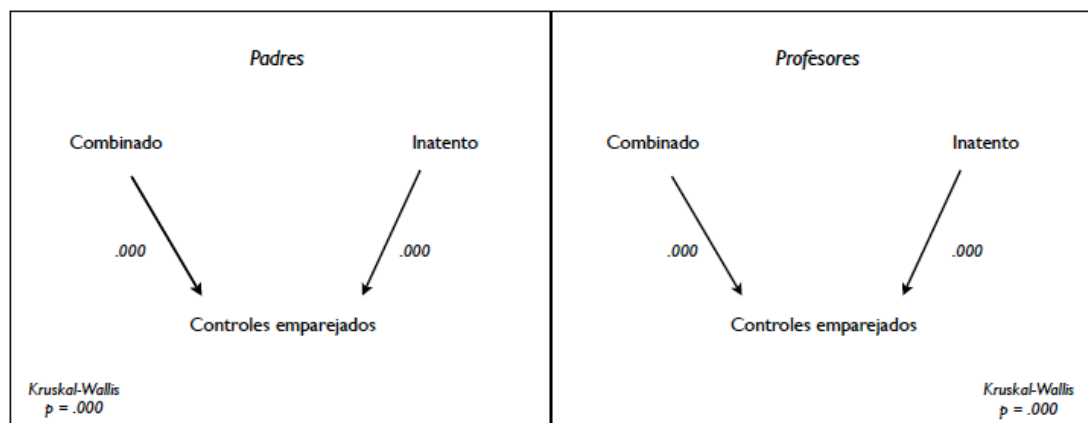 Padres
Combinado
Inatento
.000
.000
Controles emparejados
Kruskal-Wallis
p = .000
Profesores
Combinado
Inatento
.000
.000
Controles emparejados
Kruskal-Wallis
p = .000